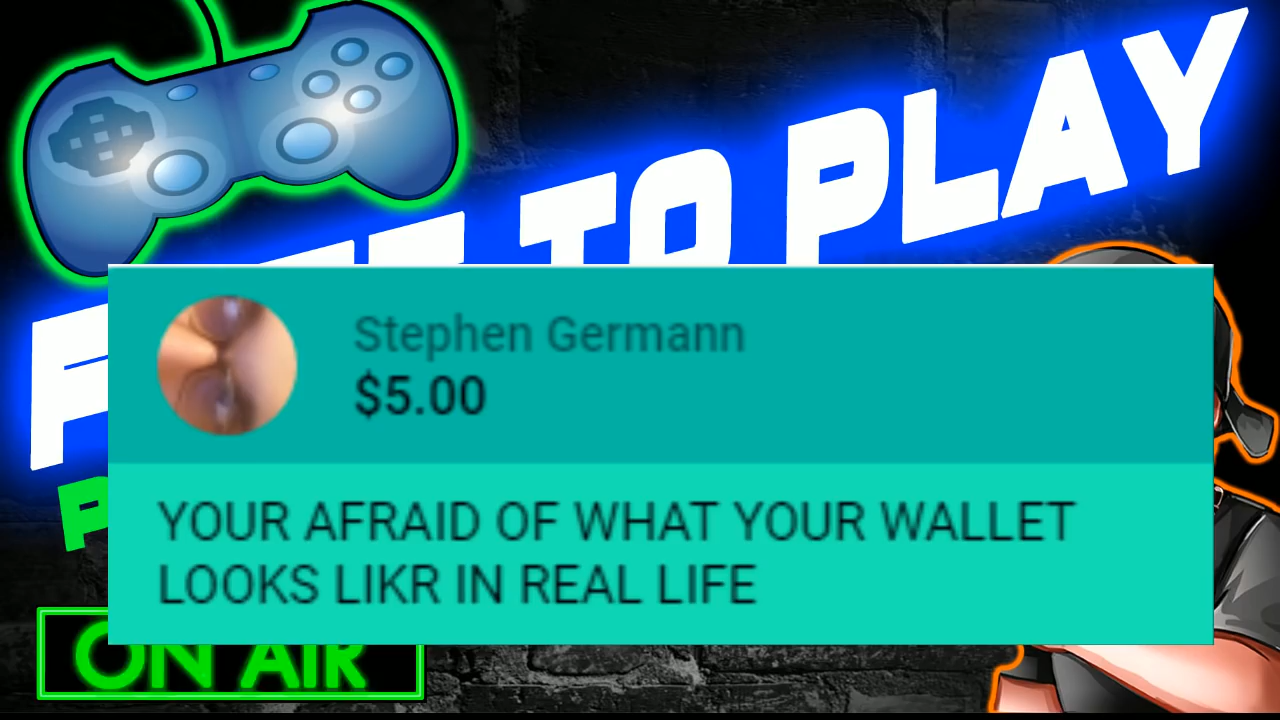 TO PLAY
Stephen Germann
$5.00
YOUR AFRAID OF WHAT YOUR WALLET
LOOKS LIKR IN REAL LIFE
ON AIR